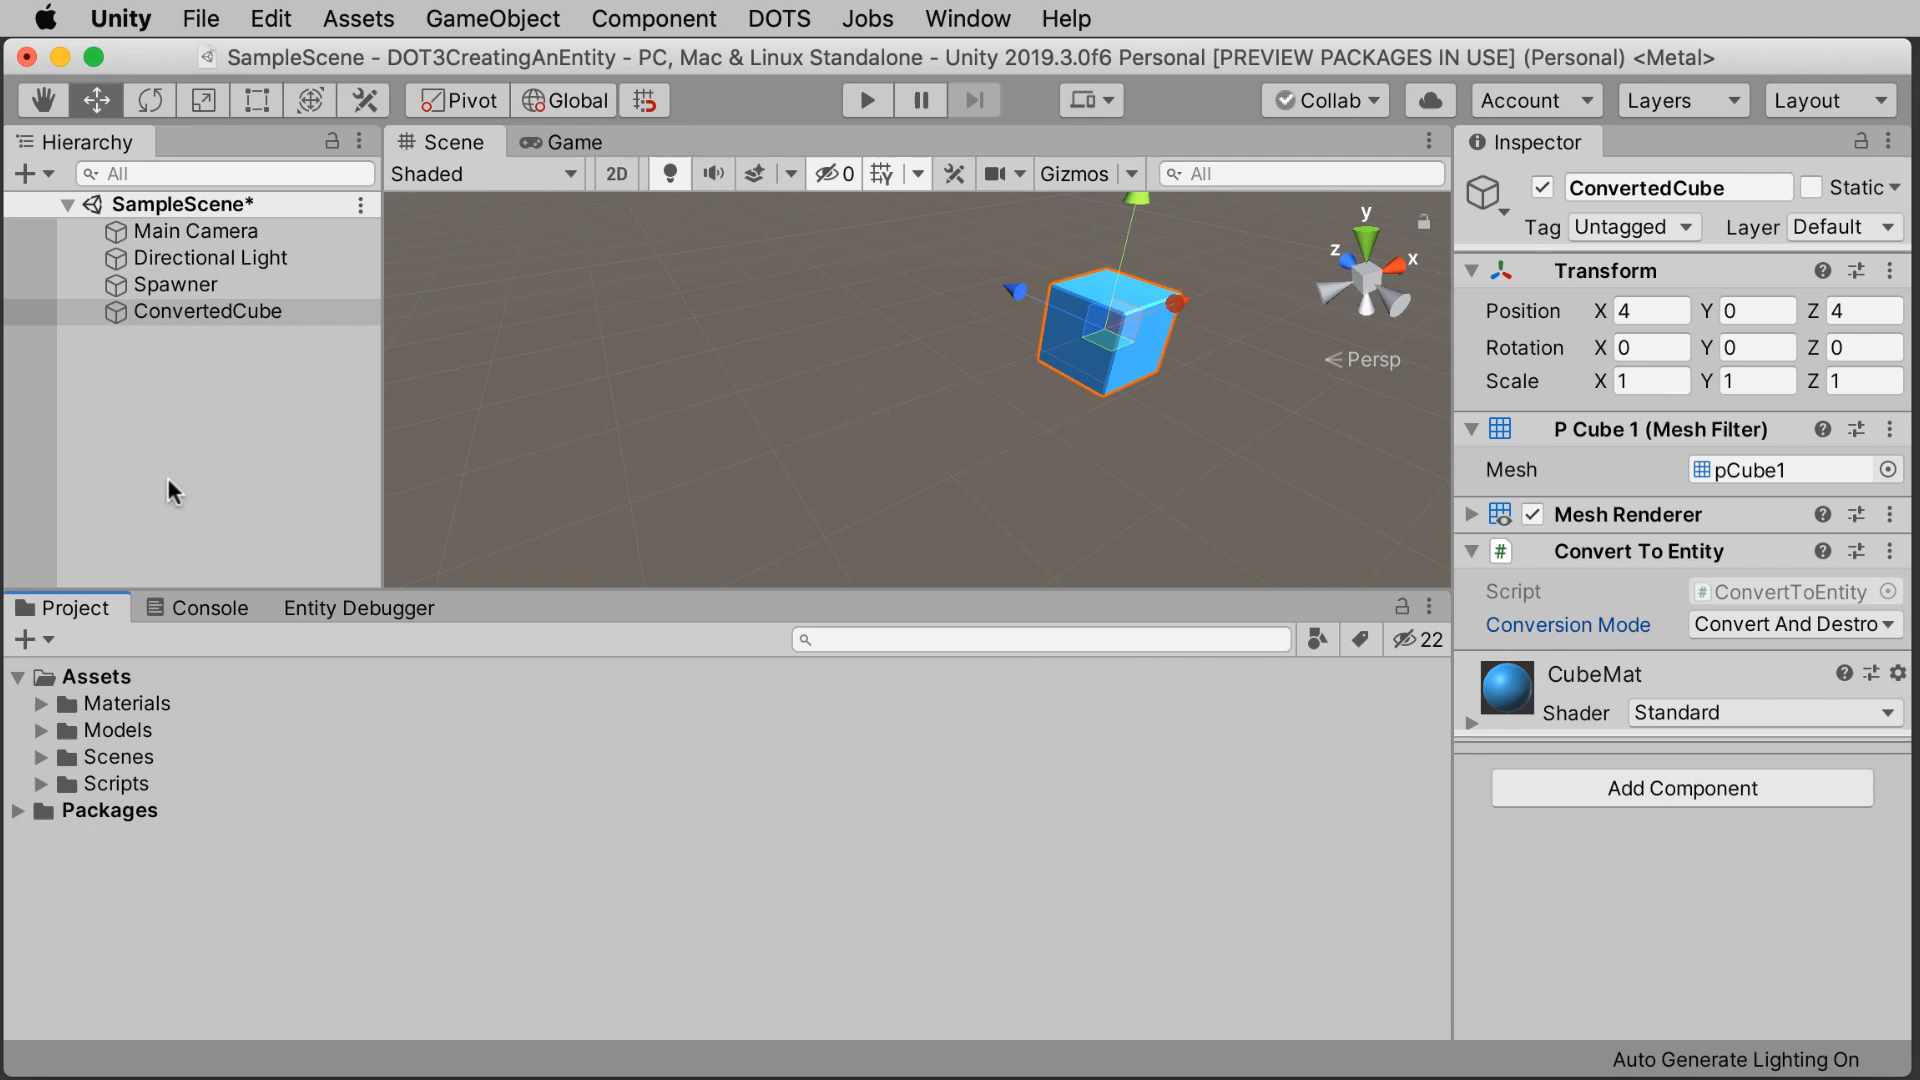 Unity File Edit Assets GameObject Component DOTS Jobs Window Help
SampleScene - DOT3CreatingAnEntity - PC, Mac & Linux Standalone - Unity 2019.3.0f6 Personal [PREVIEW PACKAGES IN USE] (Personal) <Metal>
Pivot Global Collab Account Layers Layout
Hierarchy
All
SampleScene*
Main Camera
Directional Light
Spawner
ConvertedCube
Scene Game
Shaded 2D 0 Gizmos All
y
z
x
Persp
Inspector
ConvertedCube Static
Tag Untagged Layer Default
Transform
Position X 4 Y 0 Z 4
Rotation X 0 Y 0 Z 0
Scale X 1 Y 1 Z 1
P Cube 1 (Mesh Filter)
Mesh pCube1
Mesh Renderer
# Convert To Entity
Script # ConvertToEntity
Conversion Mode Convert And Destro
CubeMat
Shader Standard
Add Component
Project Console Entity Debugger
22
Assets
Materials
Models
Scenes
Scripts
Packages
Auto Generate Lighting On